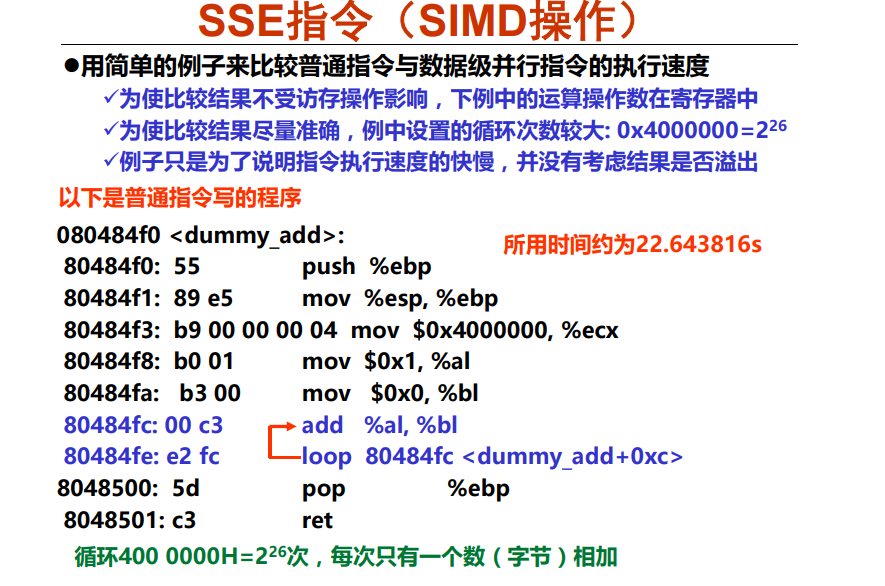 SSE指令（SIMD操作）
●用简单的例子来比较普通指令与数据级并行指令的执行速度
✓为使比较结果不受访存操作影响，下例中的运算操作数在寄存器中
✓为使比较结果尽量准确，例中设置的循环次数较大: 0x4000000=2²⁶
✓例子只是为了说明指令执行速度的快慢，并没有考虑结果是否溢出
以下是普通指令写的程序
080484f0 <dummy_add>:
所用时间约为22.643816s
80484f0: 55 push %ebp
80484f1: 89 e5 mov %esp, %ebp
80484f3: b9 00 00 00 04 mov $0x4000000, %ecx
80484f8: b0 01 mov $0x1, %al
80484fa: b3 00 mov $0x0, %bl
80484fc: 00 c3 add %al, %bl
80484fe: e2 fc loop 80484fc <dummy_add+0xc>
8048500: 5d pop %ebp
8048501: c3 ret
循环400 0000H=2²⁶次，每次只有一个数（字节）相加